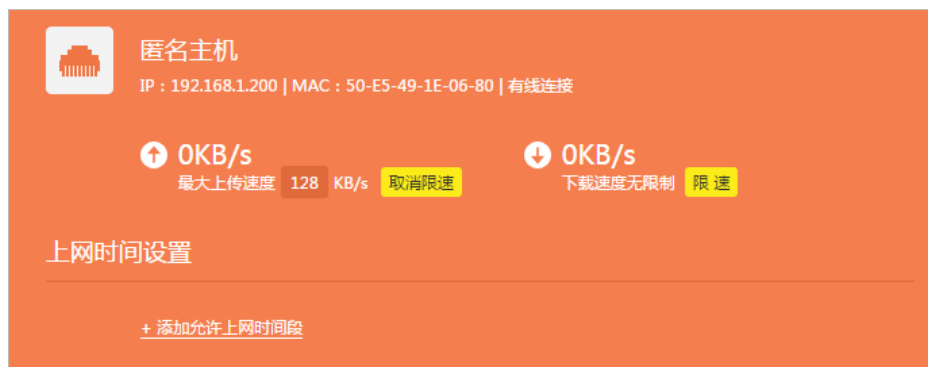 匿名主机
IP：192.168.1.200 | MAC：50-E5-49-1E-06-80 | 有线连接
0KB/s 0KB/s
最大上传速度 128 KB/s 取消限速 下载速度无限制 限 速
上网时间设置
+ 添加允许上网时间段